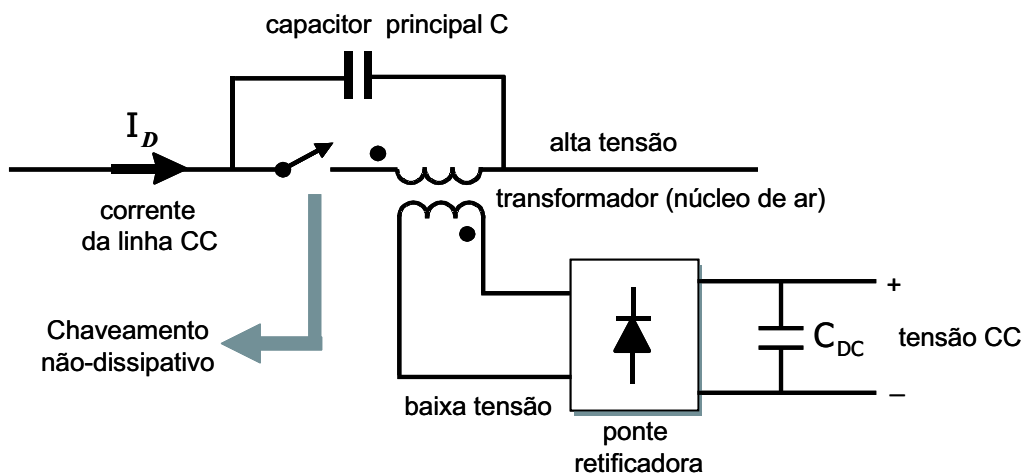 capacitor principal C
I_D
alta tensão
corrente
da linha CC
transformador (núcleo de ar)
Chaveamento
não-dissipativo
+
C_DC
tensão CC
–
baixa tensão
ponte
retificadora